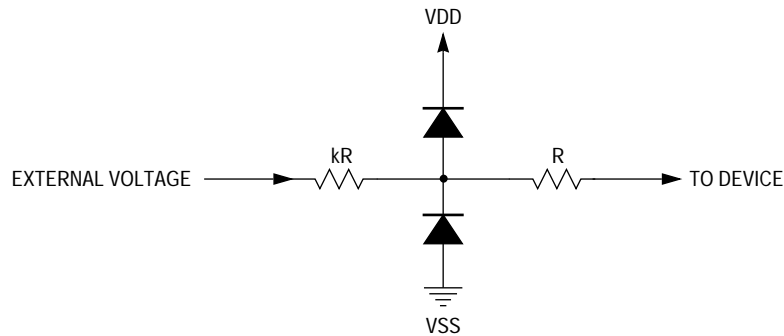 VDD
kR
R
EXTERNAL VOLTAGE
TO DEVICE
VSS